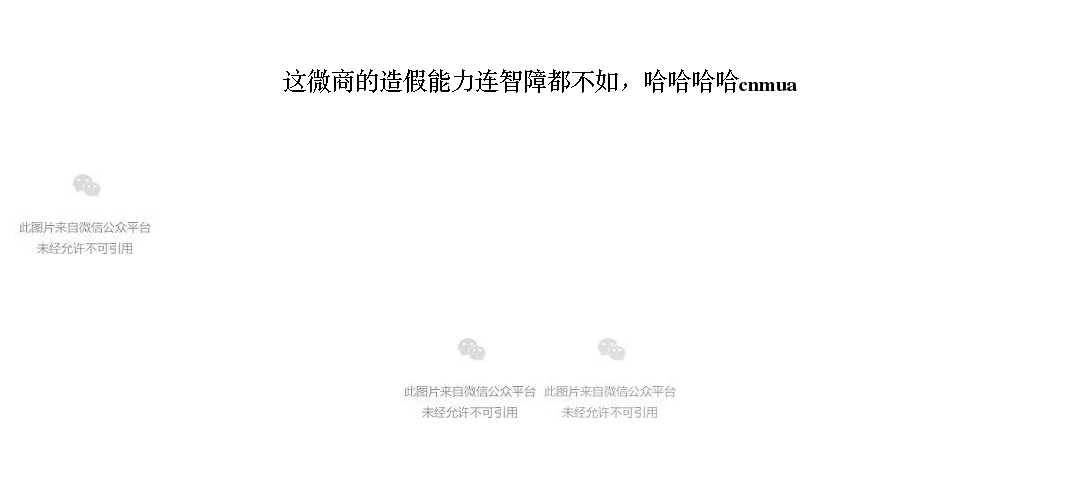 这微商的造假能力连智障都不如，哈哈哈哈cnmua
此图片来自微信公众平台
未经允许不可引用
此图片来自微信公众平台
未经允许不可引用
此图片来自微信公众平台
未经允许不可引用